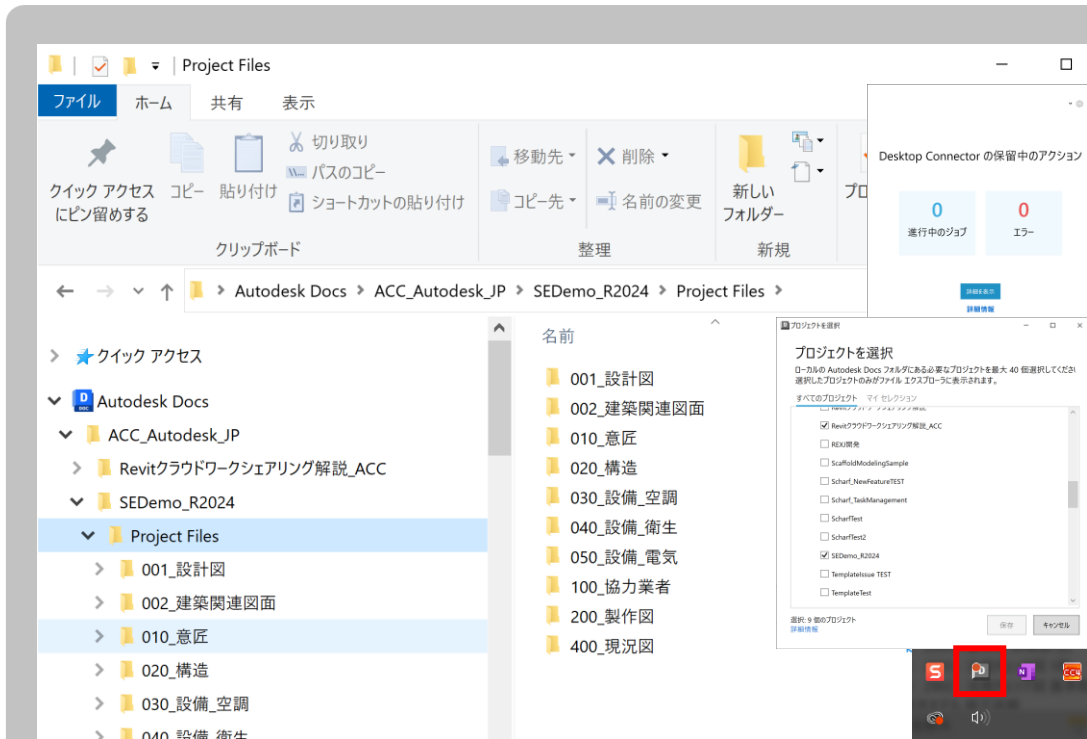 Project Files
ファイル ホーム 共有 表示
クイック アクセス
にピン留めする
コピー
貼り付け
切り取り
パスのコピー
ショートカットの貼り付け
クリップボード
移動先
コピー先
削除
名前の変更
整理
新しい
フォルダー
新規
Desktop Connector の保留中のアクション
0
進行中のジョブ
0
エラー
詳細を表示
詳細情報
Autodesk Docs > ACC_Autodesk_JP > SEDemo_R2024 > Project Files >
クイック アクセス
Autodesk Docs
ACC_Autodesk_JP
Revitクラウドワークシェアリング解説_ACC
SEDemo_R2024
Project Files
001_設計図
002_建築関連図面
010_意匠
020_構造
030_設備_空調
040_設備_衛生
名前
001_設計図
002_建築関連図面
010_意匠
020_構造
030_設備_空調
040_設備_衛生
050_設備_電気
100_協力業者
200_製作図
400_現況図
プロジェクトを選択
プロジェクトを選択
ローカルの Autodesk Docs フォルダにある必要なプロジェクトを最大 40 個選択してくださ
選択したプロジェクトのみがファイル エクスプローラに表示されます。
すべてのプロジェクト マイ セレクション
Revitクラウドワークシェアリング解説_ACC
REXJ開発
ScaffoldModelingSample
Scharf_NewFeatureTEST
Scharf_TaskManagement
ScharfTest
ScharfTest2
SEDemo_R2024
TemplateIssue TEST
TemplateTest
選択: 9 個のプロジェクト
詳細情報
保存 キャンセル